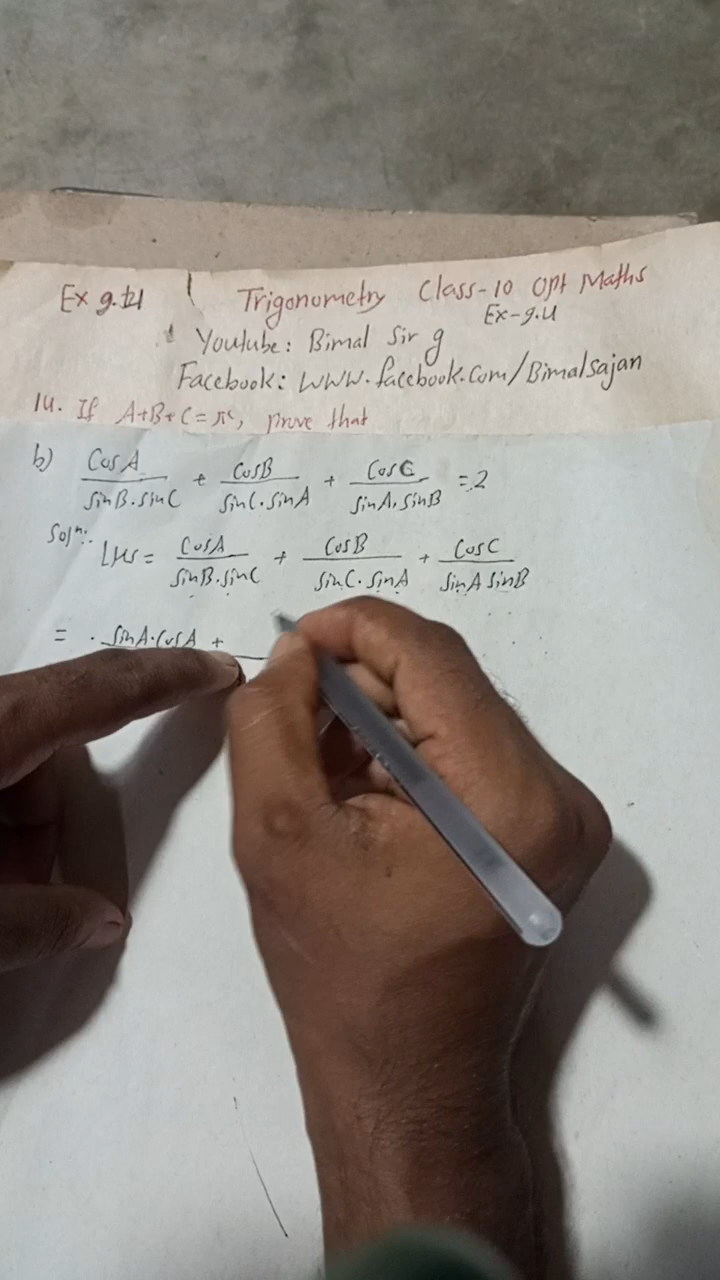 Ex 9.4 Trigonometry Class-10 Opt Maths
Ex-9.4
Youtube: Bimal Sir g
Facebook: WWW.facebook.com/Bimalsajan
14. If A+B+C=πᶜ, prove that
b) CosA/SinB.SinC + CosB/SinC.SinA + CosC/SinA.SinB = 2
Solⁿ:
LHS = CosA/SinB.SinC + CosB/SinC.SinA + CosC/SinA SinB
= SinA.CosA +